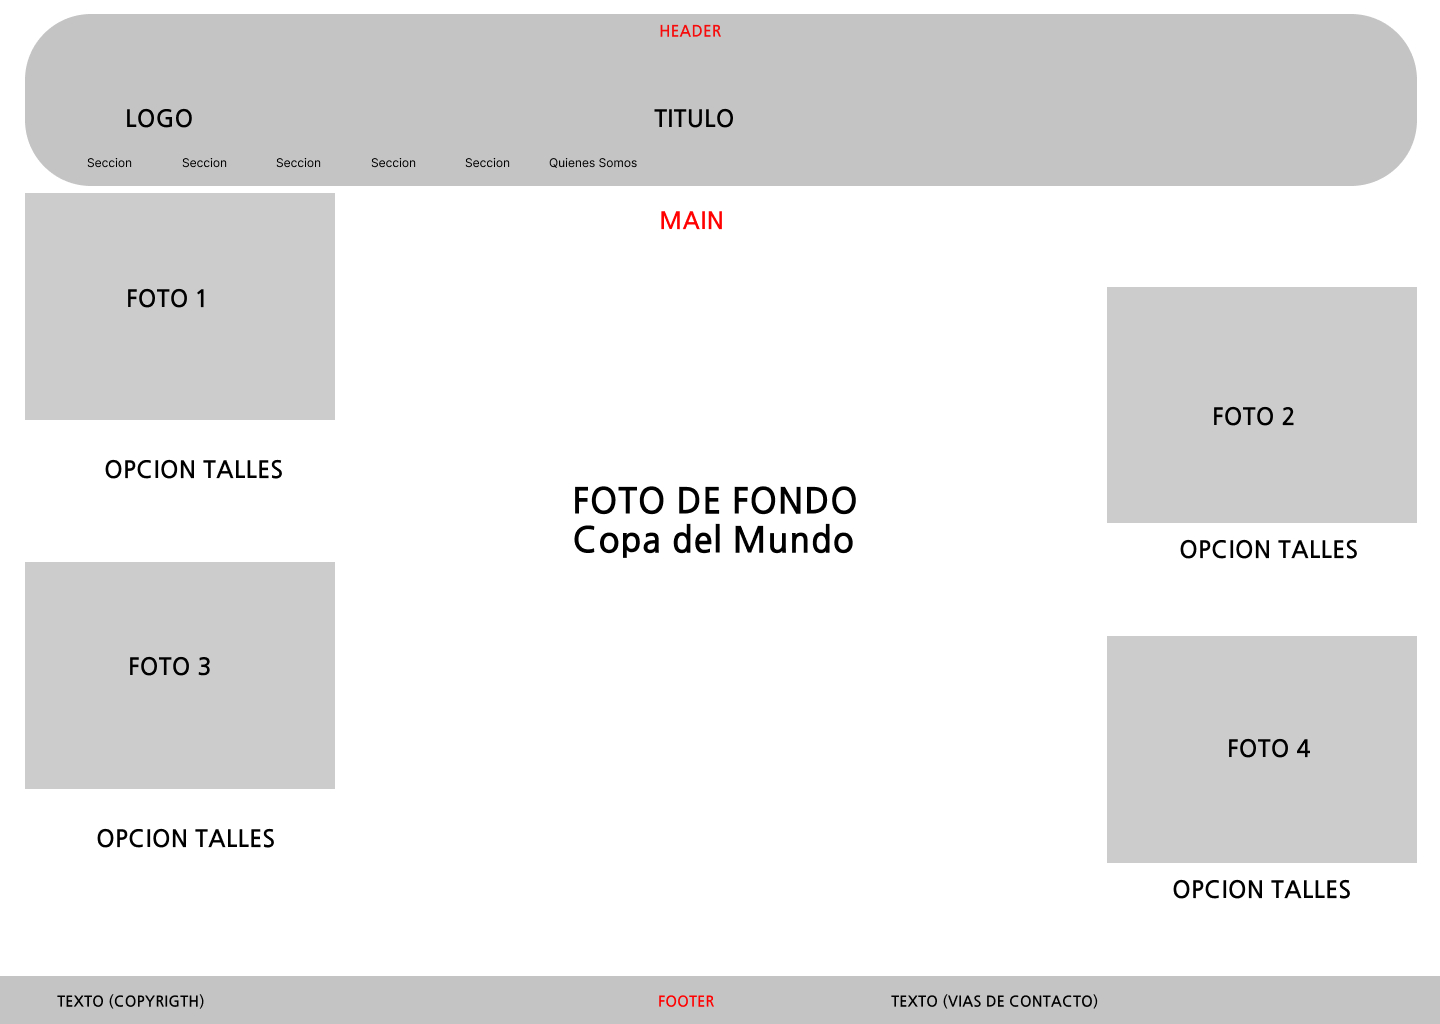 HEADER
LOGO
TITULO
Seccion Seccion Seccion Seccion Seccion Quienes Somos
MAIN
FOTO 1
FOTO 2
OPCION TALLES
FOTO DE FONDO
Copa del Mundo
OPCION TALLES
FOTO 3
FOTO 4
OPCION TALLES
OPCION TALLES
TEXTO (COPYRIGTH)
FOOTER
TEXTO (VIAS DE CONTACTO)